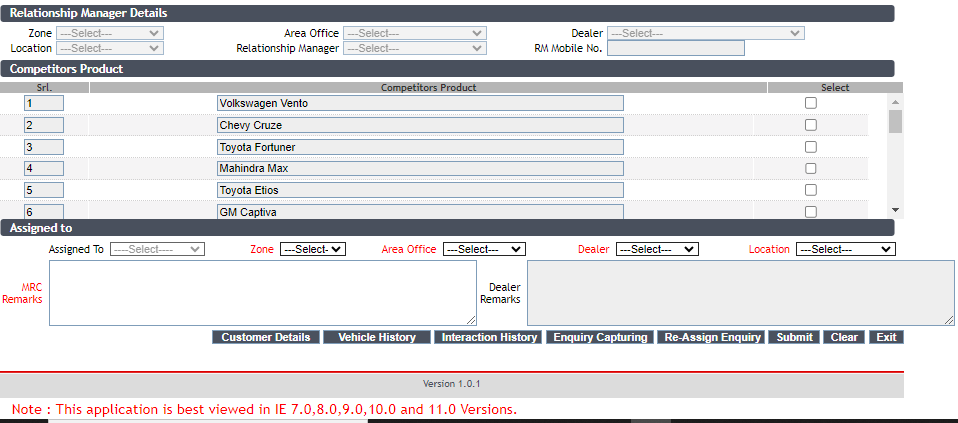 Relationship Manager Details
Zone ---Select--- Area Office ---Select--- Dealer ---Select---
Location ---Select--- Relationship Manager ---Select--- RM Mobile No.
Competitors Product
Srl. Competitors Product Select
1 Volkswagen Vento
2 Chevy Cruze
3 Toyota Fortuner
4 Mahindra Max
5 Toyota Etios
6 GM Captiva
Assigned to
Assigned To ----Select---- Zone ---Select- Area Office ---Select--- Dealer ---Select--- Location ---Select---
MRC Remarks Dealer Remarks
Customer Details Vehicle History Interaction History Enquiry Capturing Re-Assign Enquiry Submit Clear Exit
Version 1.0.1
Note : This application is best viewed in IE 7.0,8.0,9.0,10.0 and 11.0 Versions.